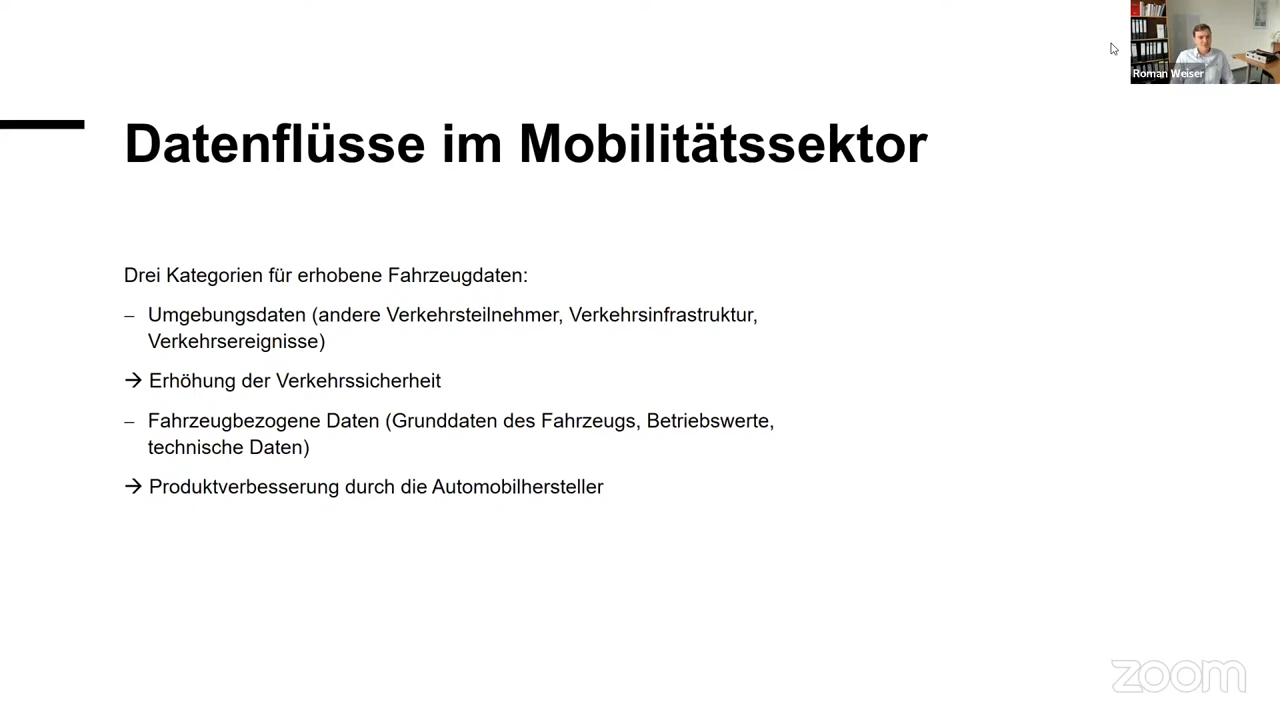 Roman Weiser
Datenflüsse im Mobilitätssektor
Drei Kategorien für erhobene Fahrzeugdaten:
– Umgebungsdaten (andere Verkehrsteilnehmer, Verkehrsinfrastruktur,
Verkehrsereignisse)
→ Erhöhung der Verkehrssicherheit
– Fahrzeugbezogene Daten (Grunddaten des Fahrzeugs, Betriebswerte,
technische Daten)
→ Produktverbesserung durch die Automobilhersteller
zoom